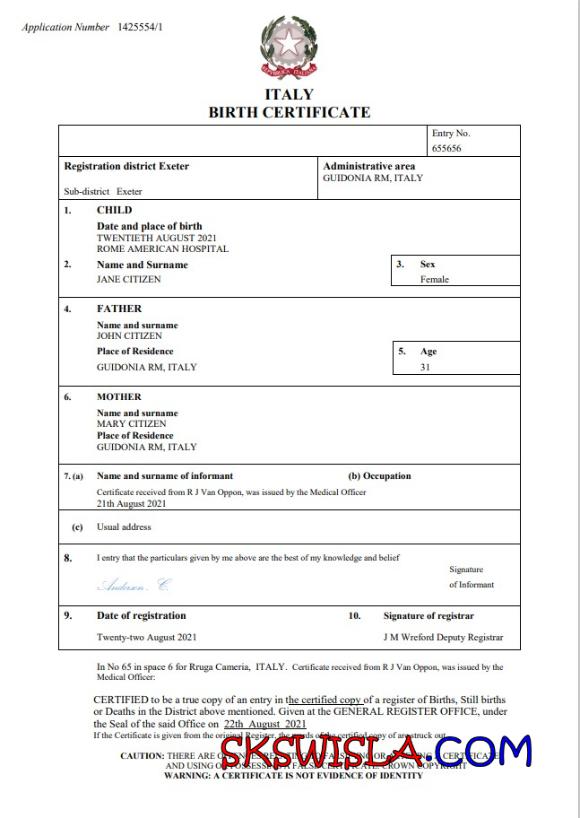 Application Number 1425554/1
REPUBBLICA ITALIANA
ITALY
BIRTH CERTIFICATE
Entry No.
655656
Registration district Exeter
Administrative area
GUIDONIA RM, ITALY
Sub-district Exeter
1. CHILD
Date and place of birth
TWENTIETH AUGUST 2021
ROME AMERICAN HOSPITAL
2. Name and Surname
3. Sex
JANE CITIZEN
Female
4. FATHER
Name and surname
JOHN CITIZEN
Place of Residence
5. Age
GUIDONIA RM, ITALY
31
6. MOTHER
Name and surname
MARY CITIZEN
Place of Residence
GUIDONIA RM, ITALY
7. (a) Name and surname of informant (b) Occupation
Certificate received from R J Van Oppon, was issued by the Medical Officer
21th August 2021
(c) Usual address
8. I entry that the particulars given by me above are the best of my knowledge and belief
Signature
Anderson . C.
of Informant
9. Date of registration 10. Signature of registrar
Twenty-two August 2021 J M Wreford Deputy Registrar
In No 65 in space 6 for Rruga Cameria, ITALY. Certificate received from R J Van Oppon, was issued by the
Medical Officer:
CERTIFIED to be a true copy of an entry in the certified copy of a register of Births, Still births
or Deaths in the District above mentioned. Given at the GENERAL REGISTER OFFICE, under
the Seal of the said Office on 22th August 2021
If the Certificate is given from the original Register, the words of the certified copy of are struck out
SKSWISLA.COM
CAUTION: THERE ARE CERTIFICATE
AND USING CROWN COPYRIGHT
WARNING: A CERTIFICATE IS NOT EVIDENCE OF IDENTITY